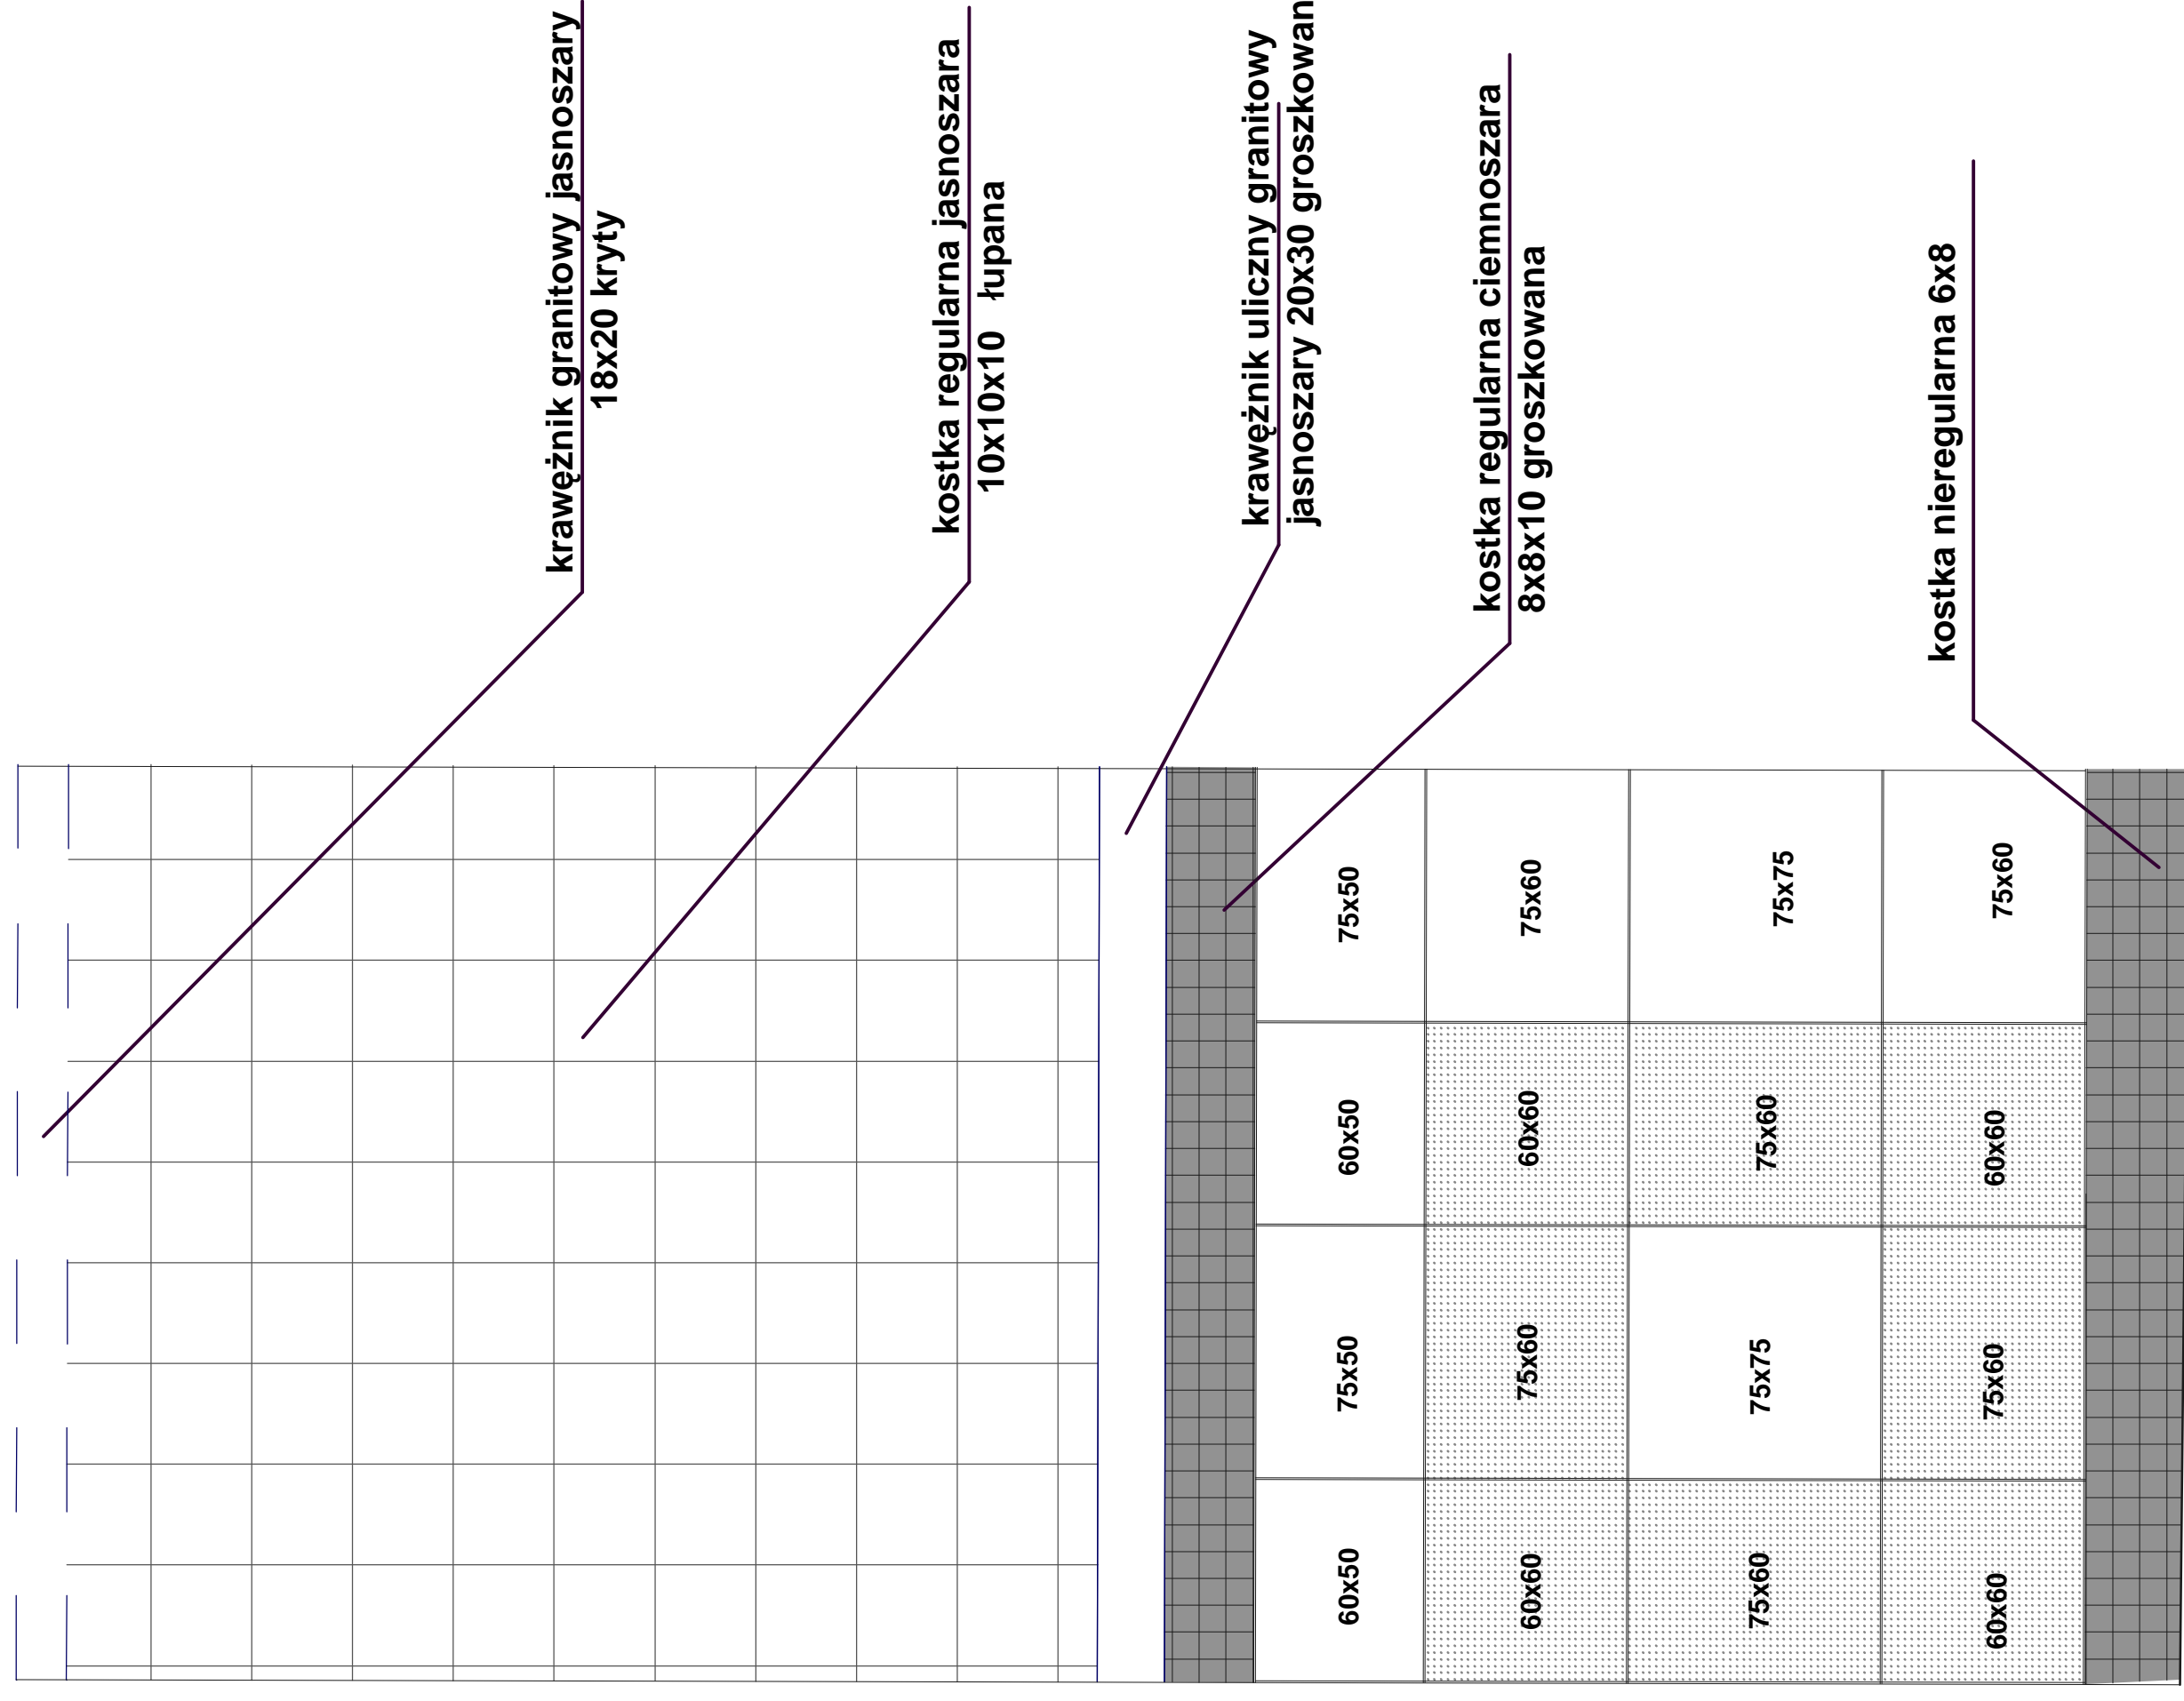 krawężnik granitowy jasnoszary
18x20 kryty
kostka regularna jasnoszara
10x10x10 łupana
krawężnik uliczny granitowy
jasnoszary 20x30 groszkowan
kostka regularna ciemnoszara
8x8x10 groszkowana
kostka nieregularna 6x8
75x50
75x60
75x75
75x60
60x50
60x60
75x60
60x60
75x50
75x60
75x75
75x60
60x50
60x60
75x60
60x60